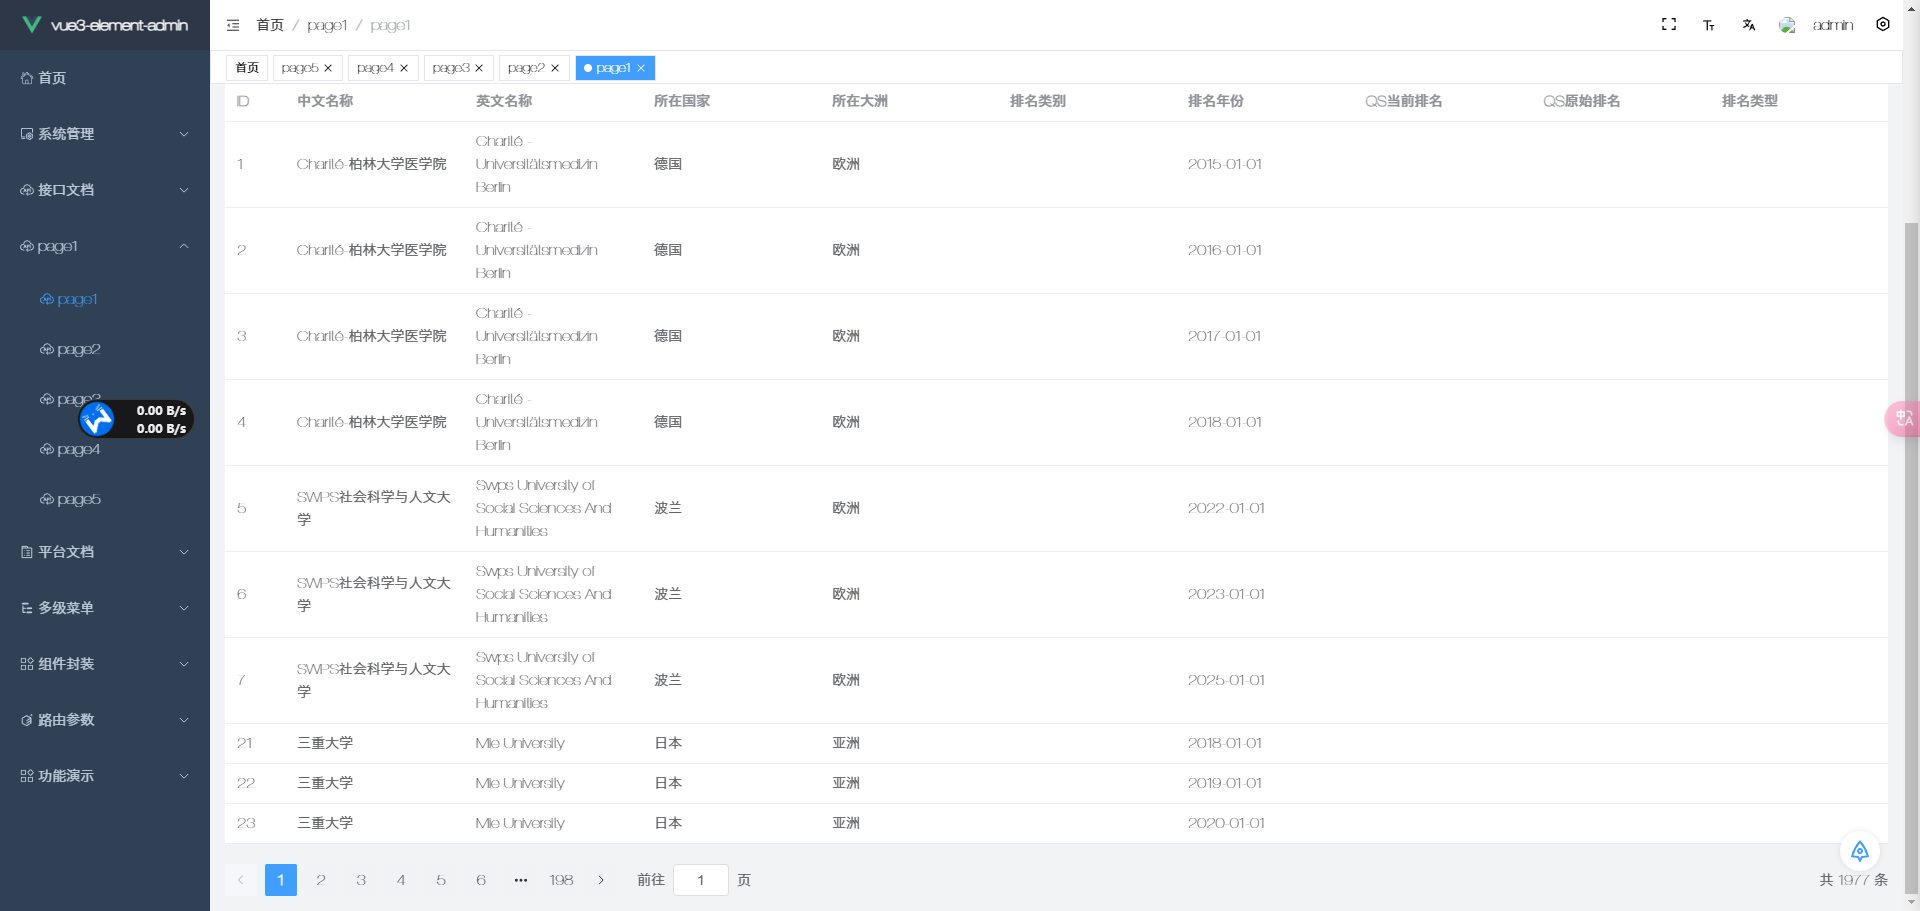 vue3-element-admin
首页 / page1 / page1
admin
首页
page5
page4
page3
page2
page1
首页
系统管理
接口文档
page1
page1
page2
page3
page4
page5
平台文档
多级菜单
组件封装
路由参数
功能演示
0.00 B/s
0.00 B/s
ID 中文名称 英文名称 所在国家 所在大洲 排名类别 排名年份 QS当前排名 QS原始排名 排名类型
1 Charité-柏林大学医学院 Charité -
Universitätsmedizin
Berlin
德国 欧洲 2015-01-01
2 Charité-柏林大学医学院 Charité -
Universitätsmedizin
Berlin
德国 欧洲 2016-01-01
3 Charité-柏林大学医学院 Charité -
Universitätsmedizin
Berlin
德国 欧洲 2017-01-01
4 Charité-柏林大学医学院 Charité -
Universitätsmedizin
Berlin
德国 欧洲 2018-01-01
5 SWPS社会科学与人文大
学
Swps University of
Social Sciences And
Humanities
波兰 欧洲 2022-01-01
6 SWPS社会科学与人文大
学
Swps University of
Social Sciences And
Humanities
波兰 欧洲 2023-01-01
7 SWPS社会科学与人文大
学
Swps University of
Social Sciences And
Humanities
波兰 欧洲 2025-01-01
21 三重大学 Mie University 日本 亚洲 2018-01-01
22 三重大学 Mie University 日本 亚洲 2019-01-01
23 三重大学 Mie University 日本 亚洲 2020-01-01
1 2 3 4 5 6 ••• 198 前往 1 页
共 1977 条